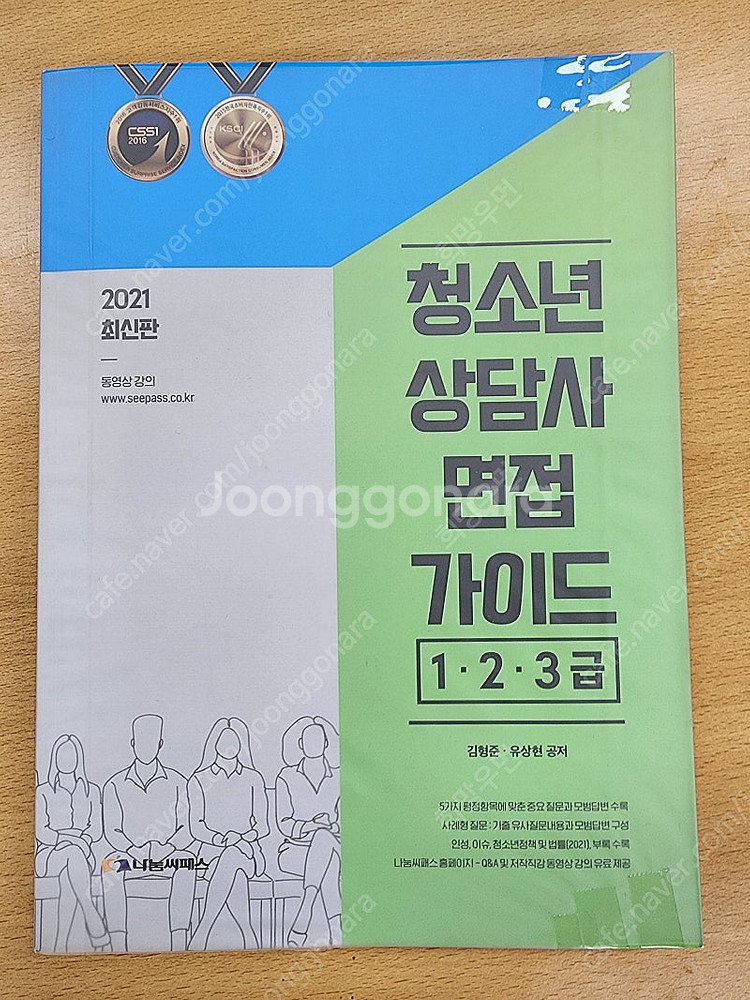 CSSI
2016
KSCI
2021
최신판
동영상 강의
www.seepass.co.kr
청소년
상담사
면접
가이드
1·2·3급
김형준·유상현 공저
5가지 평정항목에 맞춘 중요 질문과 모범답변 수록
사례형 질문 : 기출 유사질문내용과 모범답변 구성
인성, 이슈, 청소년정책 및 법률(2021), 부록 수록
나눔씨패스 홈페이지 - Q&A 및 저작직강 동영상 강의 유료 제공
나눔씨패스
Joonggonara
cafe.naver.com/joonggonara
희망우편